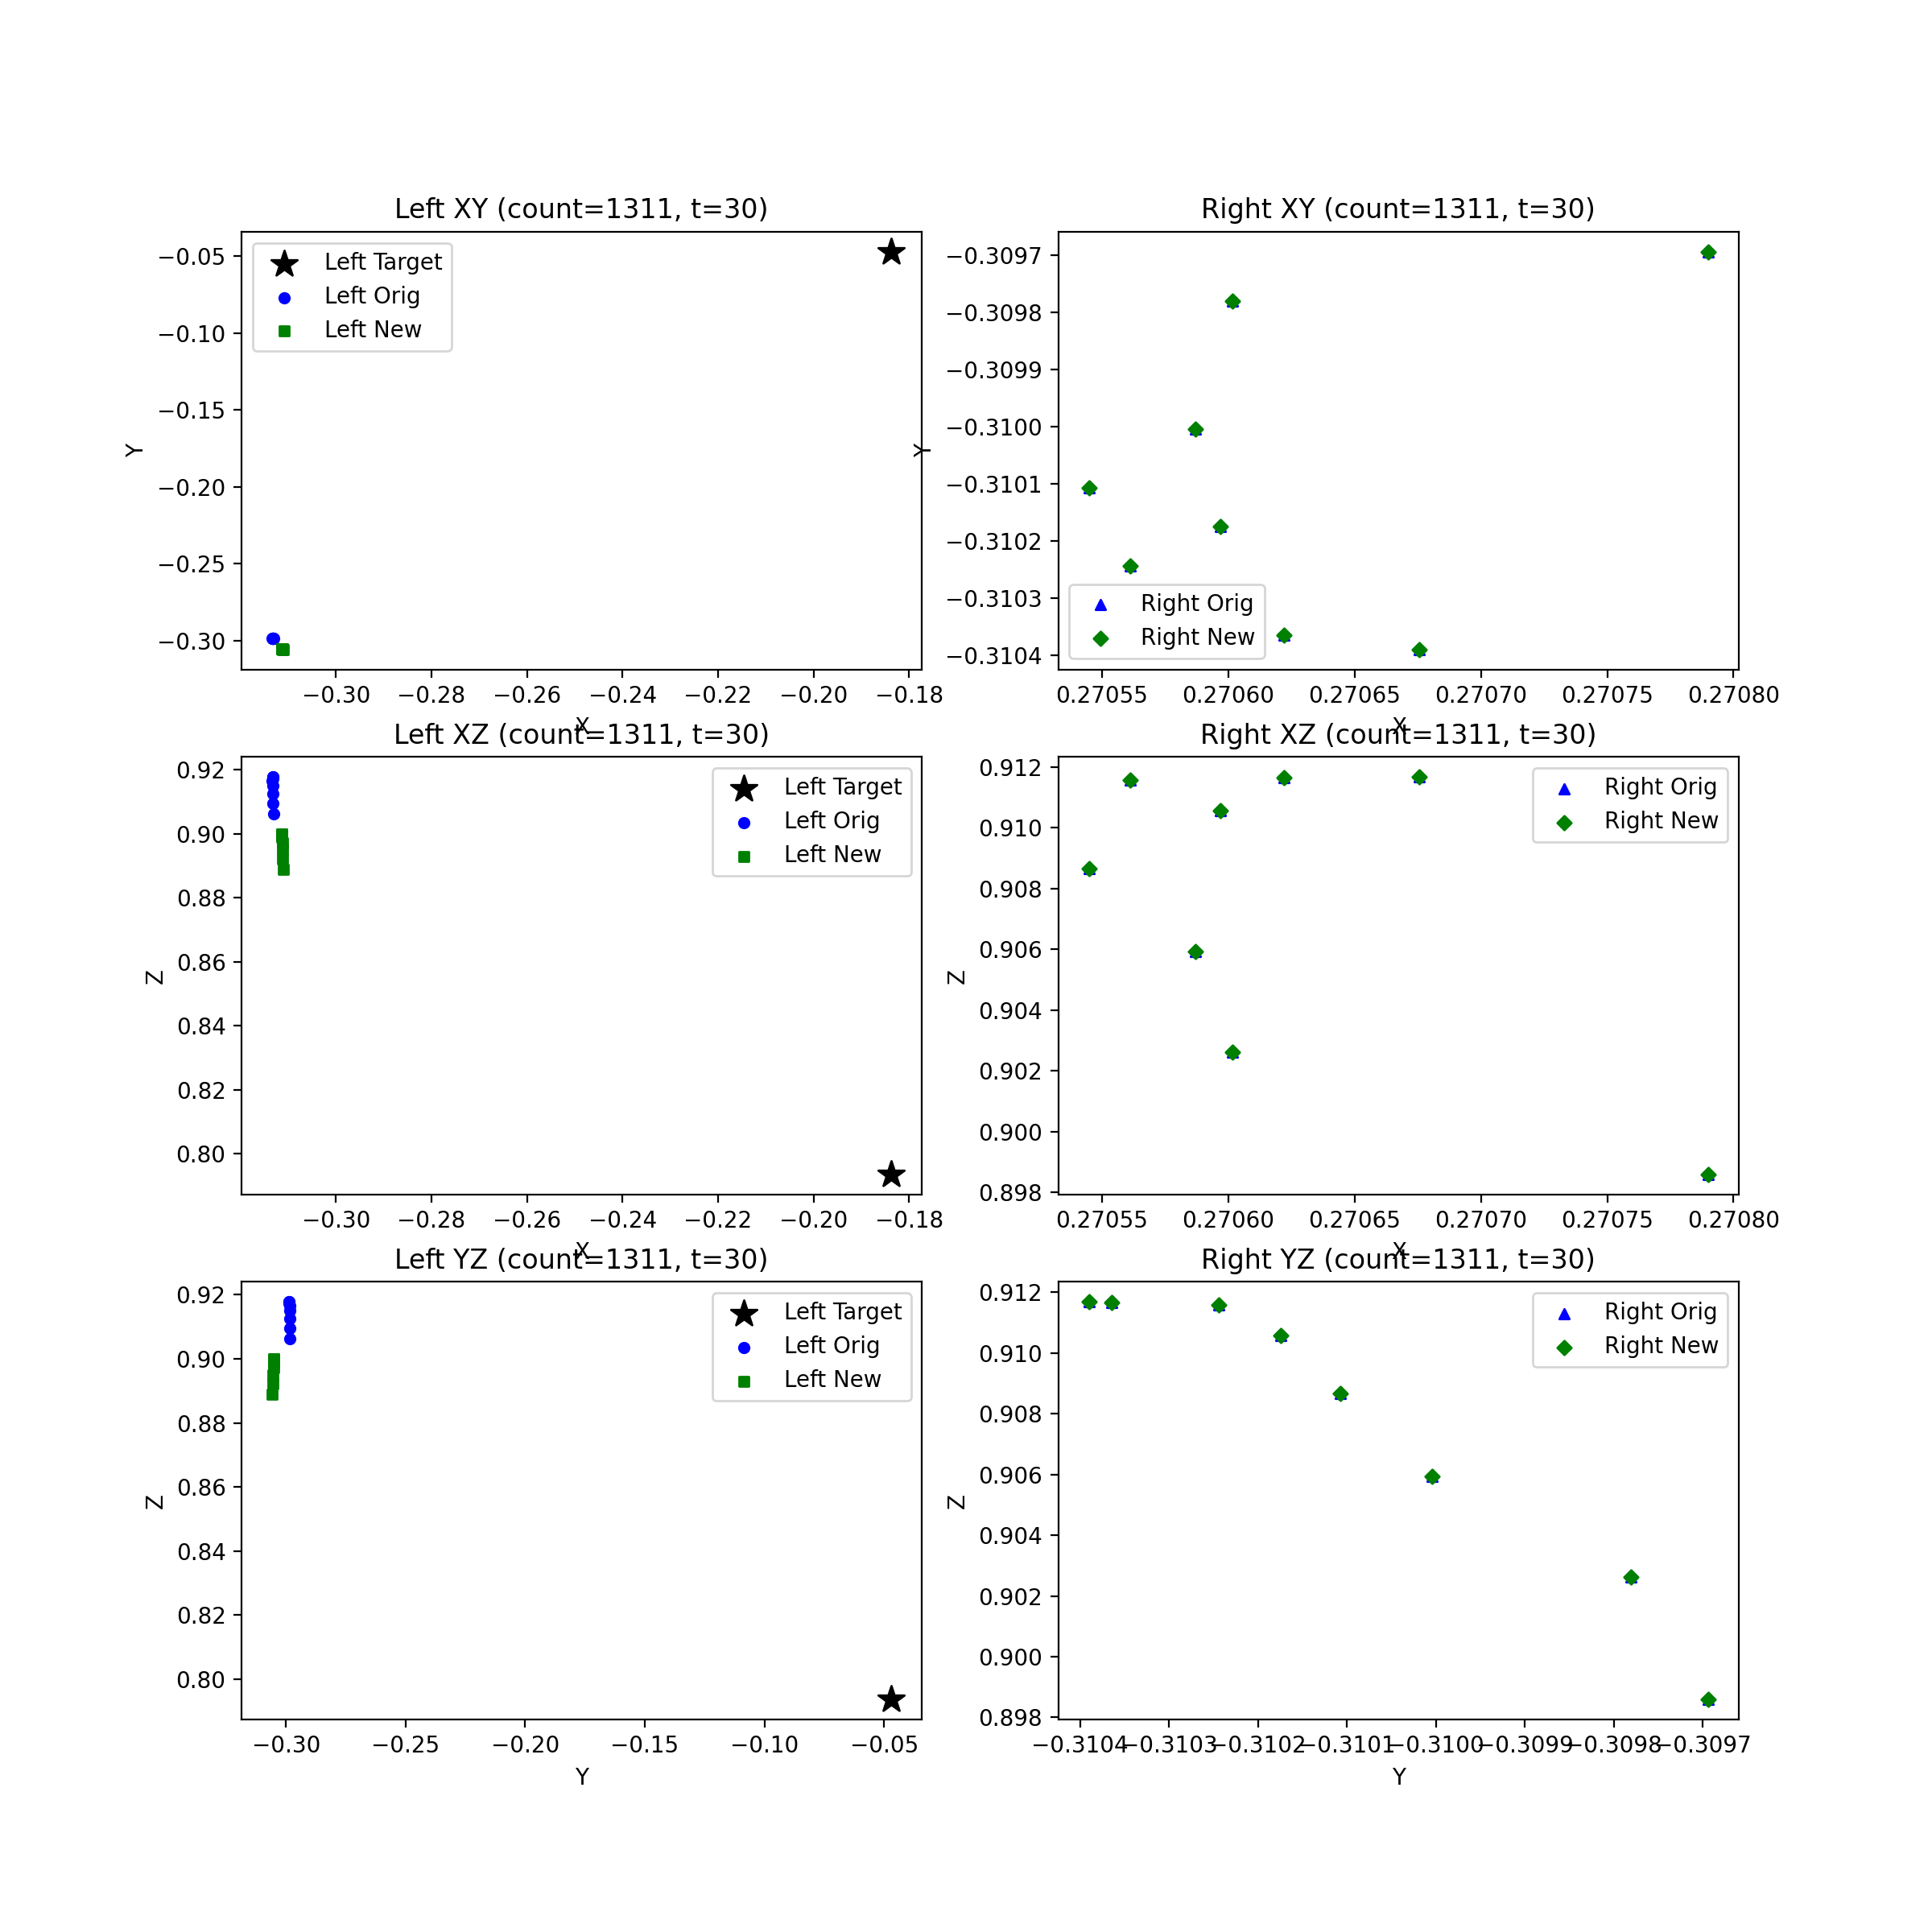 Left XY (count=1311, t=30)
−0.05
−0.10
−0.15
−0.20
−0.25
−0.30
Y
Left Target
Left Orig
Left New
−0.30 −0.28 −0.26 −0.24 −0.22 −0.20 −0.18
X
Right XY (count=1311, t=30)
−0.3097
−0.3098
−0.3099
−0.3100
−0.3101
−0.3102
−0.3103
−0.3104
Y
Right Orig
Right New
0.27055 0.27060 0.27065 0.27070 0.27075 0.27080
X
Left XZ (count=1311, t=30)
0.92
0.90
0.88
0.86
0.84
0.82
0.80
Z
Left Target
Left Orig
Left New
−0.30 −0.28 −0.26 −0.24 −0.22 −0.20 −0.18
X
Right XZ (count=1311, t=30)
0.912
0.910
0.908
0.906
0.904
0.902
0.900
0.898
Z
Right Orig
Right New
0.27055 0.27060 0.27065 0.27070 0.27075 0.27080
X
Left YZ (count=1311, t=30)
0.92
0.90
0.88
0.86
0.84
0.82
0.80
Z
Left Target
Left Orig
Left New
−0.30 −0.25 −0.20 −0.15 −0.10 −0.05
Y
Right YZ (count=1311, t=30)
0.912
0.910
0.908
0.906
0.904
0.902
0.900
0.898
Z
Right Orig
Right New
−0.3104 −0.3103 −0.3102 −0.3101 −0.3100 −0.3099 −0.3098 −0.3097
Y